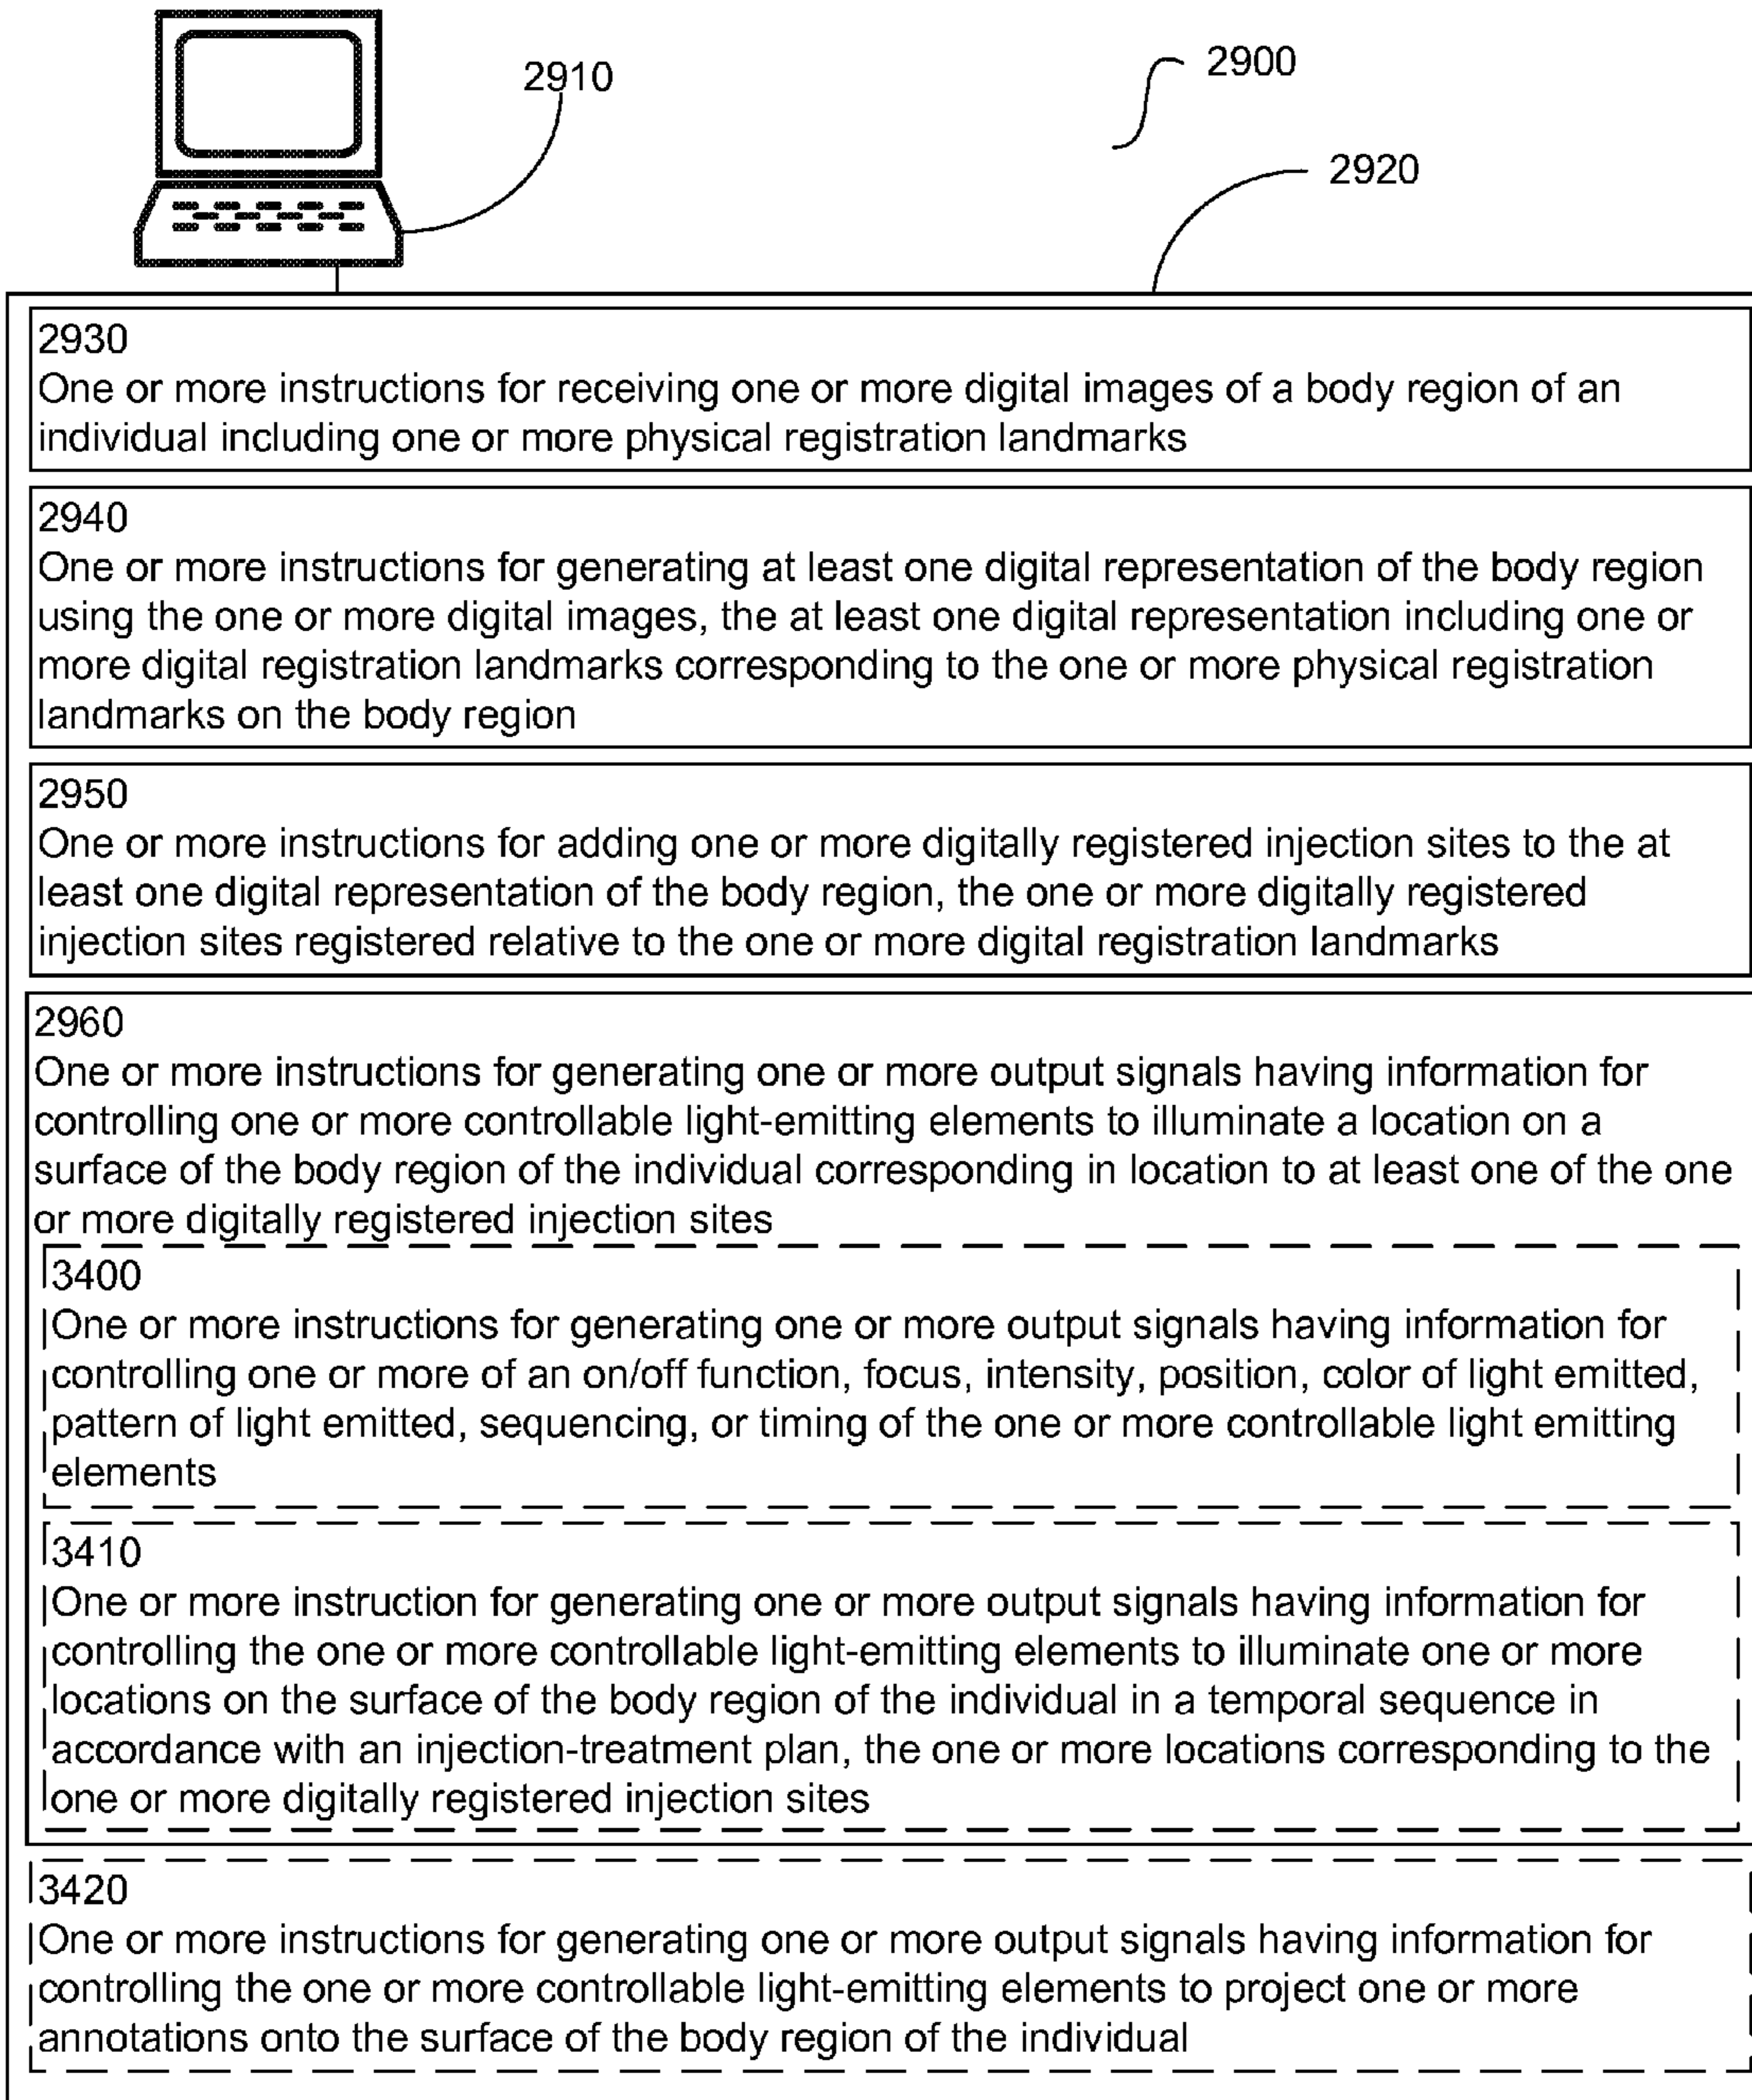 2910
2900
2920
2930
One or more instructions for receiving one or more digital images of a body region of an
individual including one or more physical registration landmarks
2940
One or more instructions for generating at least one digital representation of the body region
using the one or more digital images, the at least one digital representation including one or
more digital registration landmarks corresponding to the one or more physical registration
landmarks on the body region
2950
One or more instructions for adding one or more digitally registered injection sites to the at
least one digital representation of the body region, the one or more digitally registered
injection sites registered relative to the one or more digital registration landmarks
2960
One or more instructions for generating one or more output signals having information for
controlling one or more controllable light-emitting elements to illuminate a location on a
surface of the body region of the individual corresponding in location to at least one of the one
or more digitally registered injection sites
3400
One or more instructions for generating one or more output signals having information for
controlling one or more of an on/off function, focus, intensity, position, color of light emitted,
pattern of light emitted, sequencing, or timing of the one or more controllable light emitting
elements
3410
One or more instruction for generating one or more output signals having information for
controlling the one or more controllable light-emitting elements to illuminate one or more
locations on the surface of the body region of the individual in a temporal sequence in
accordance with an injection-treatment plan, the one or more locations corresponding to the
one or more digitally registered injection sites
3420
One or more instructions for generating one or more output signals having information for
controlling the one or more controllable light-emitting elements to project one or more
annotations onto the surface of the body region of the individual